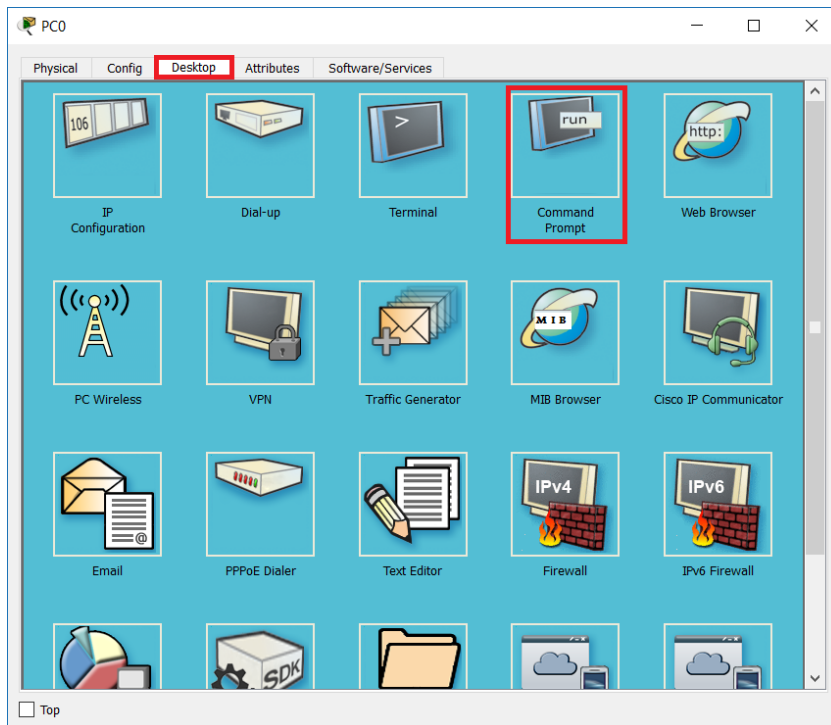 PC0
Physical
Config
Desktop
Attributes
Software/Services
106
>
run
http:
IP
Configuration
Dial-up
Terminal
Command
Prompt
Web Browser
MIB
PC Wireless
VPN
Traffic Generator
MIB Browser
Cisco IP Communicator
@
IPv4
IPv6
Email
PPPoE Dialer
Text Editor
Firewall
IPv6 Firewall
SDK
Top